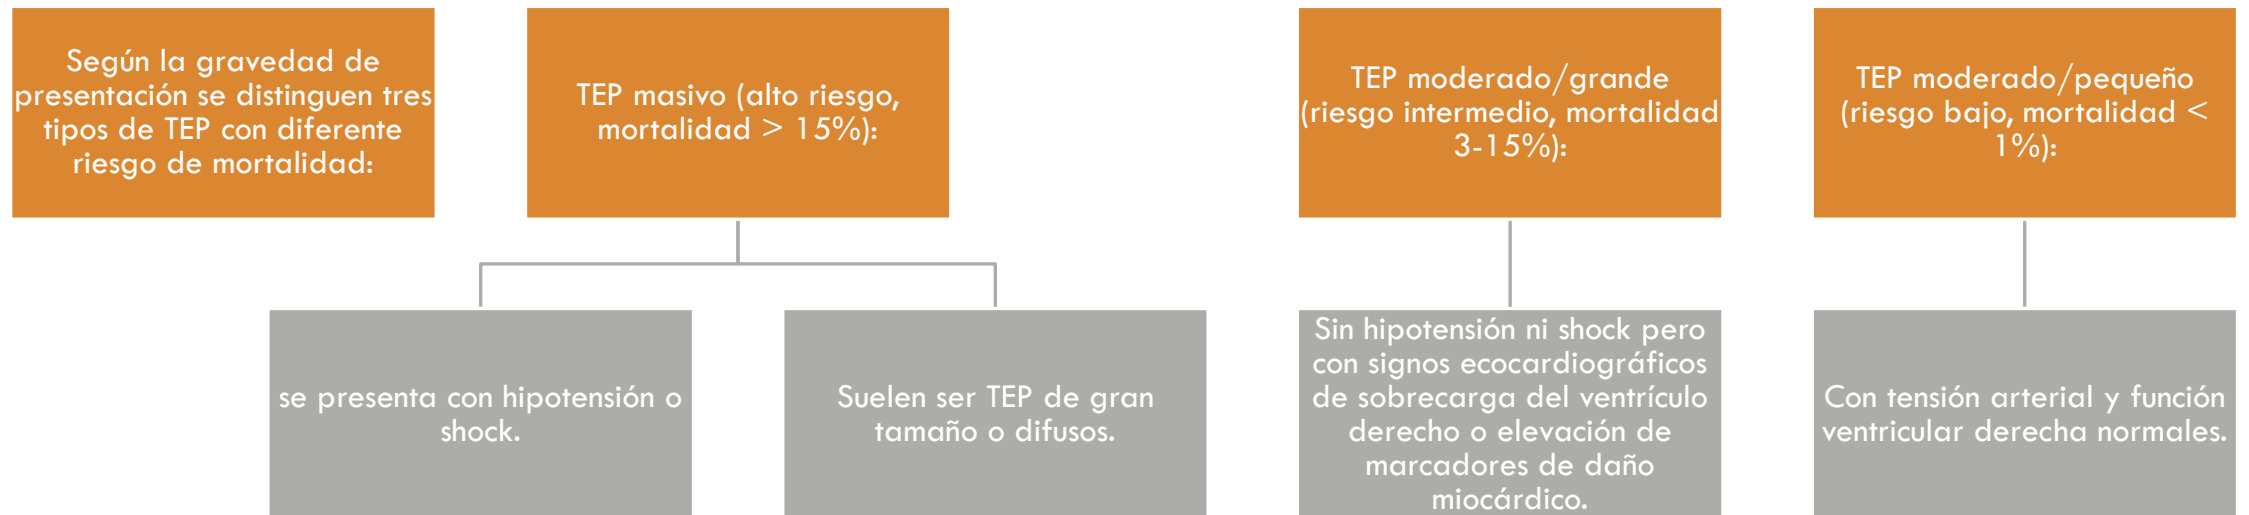 Según la gravedad de
presentación se distinguen tres
tipos de TEP con diferente
riesgo de mortalidad:
TEP masivo (alto riesgo,
mortalidad > 15%):
TEP moderado/grande
(riesgo intermedio, mortalidad
3-15%):
TEP moderado/pequeño
(riesgo bajo, mortalidad <
1%):
se presenta con hipotensión o
shock.
Suelen ser TEP de gran
tamaño o difusos.
Sin hipotensión ni shock pero
con signos ecocardiográficos
de sobrecarga del ventrículo
derecho o elevación de
marcadores de daño
miocárdico.
Con tensión arterial y función
ventricular derecha normales.